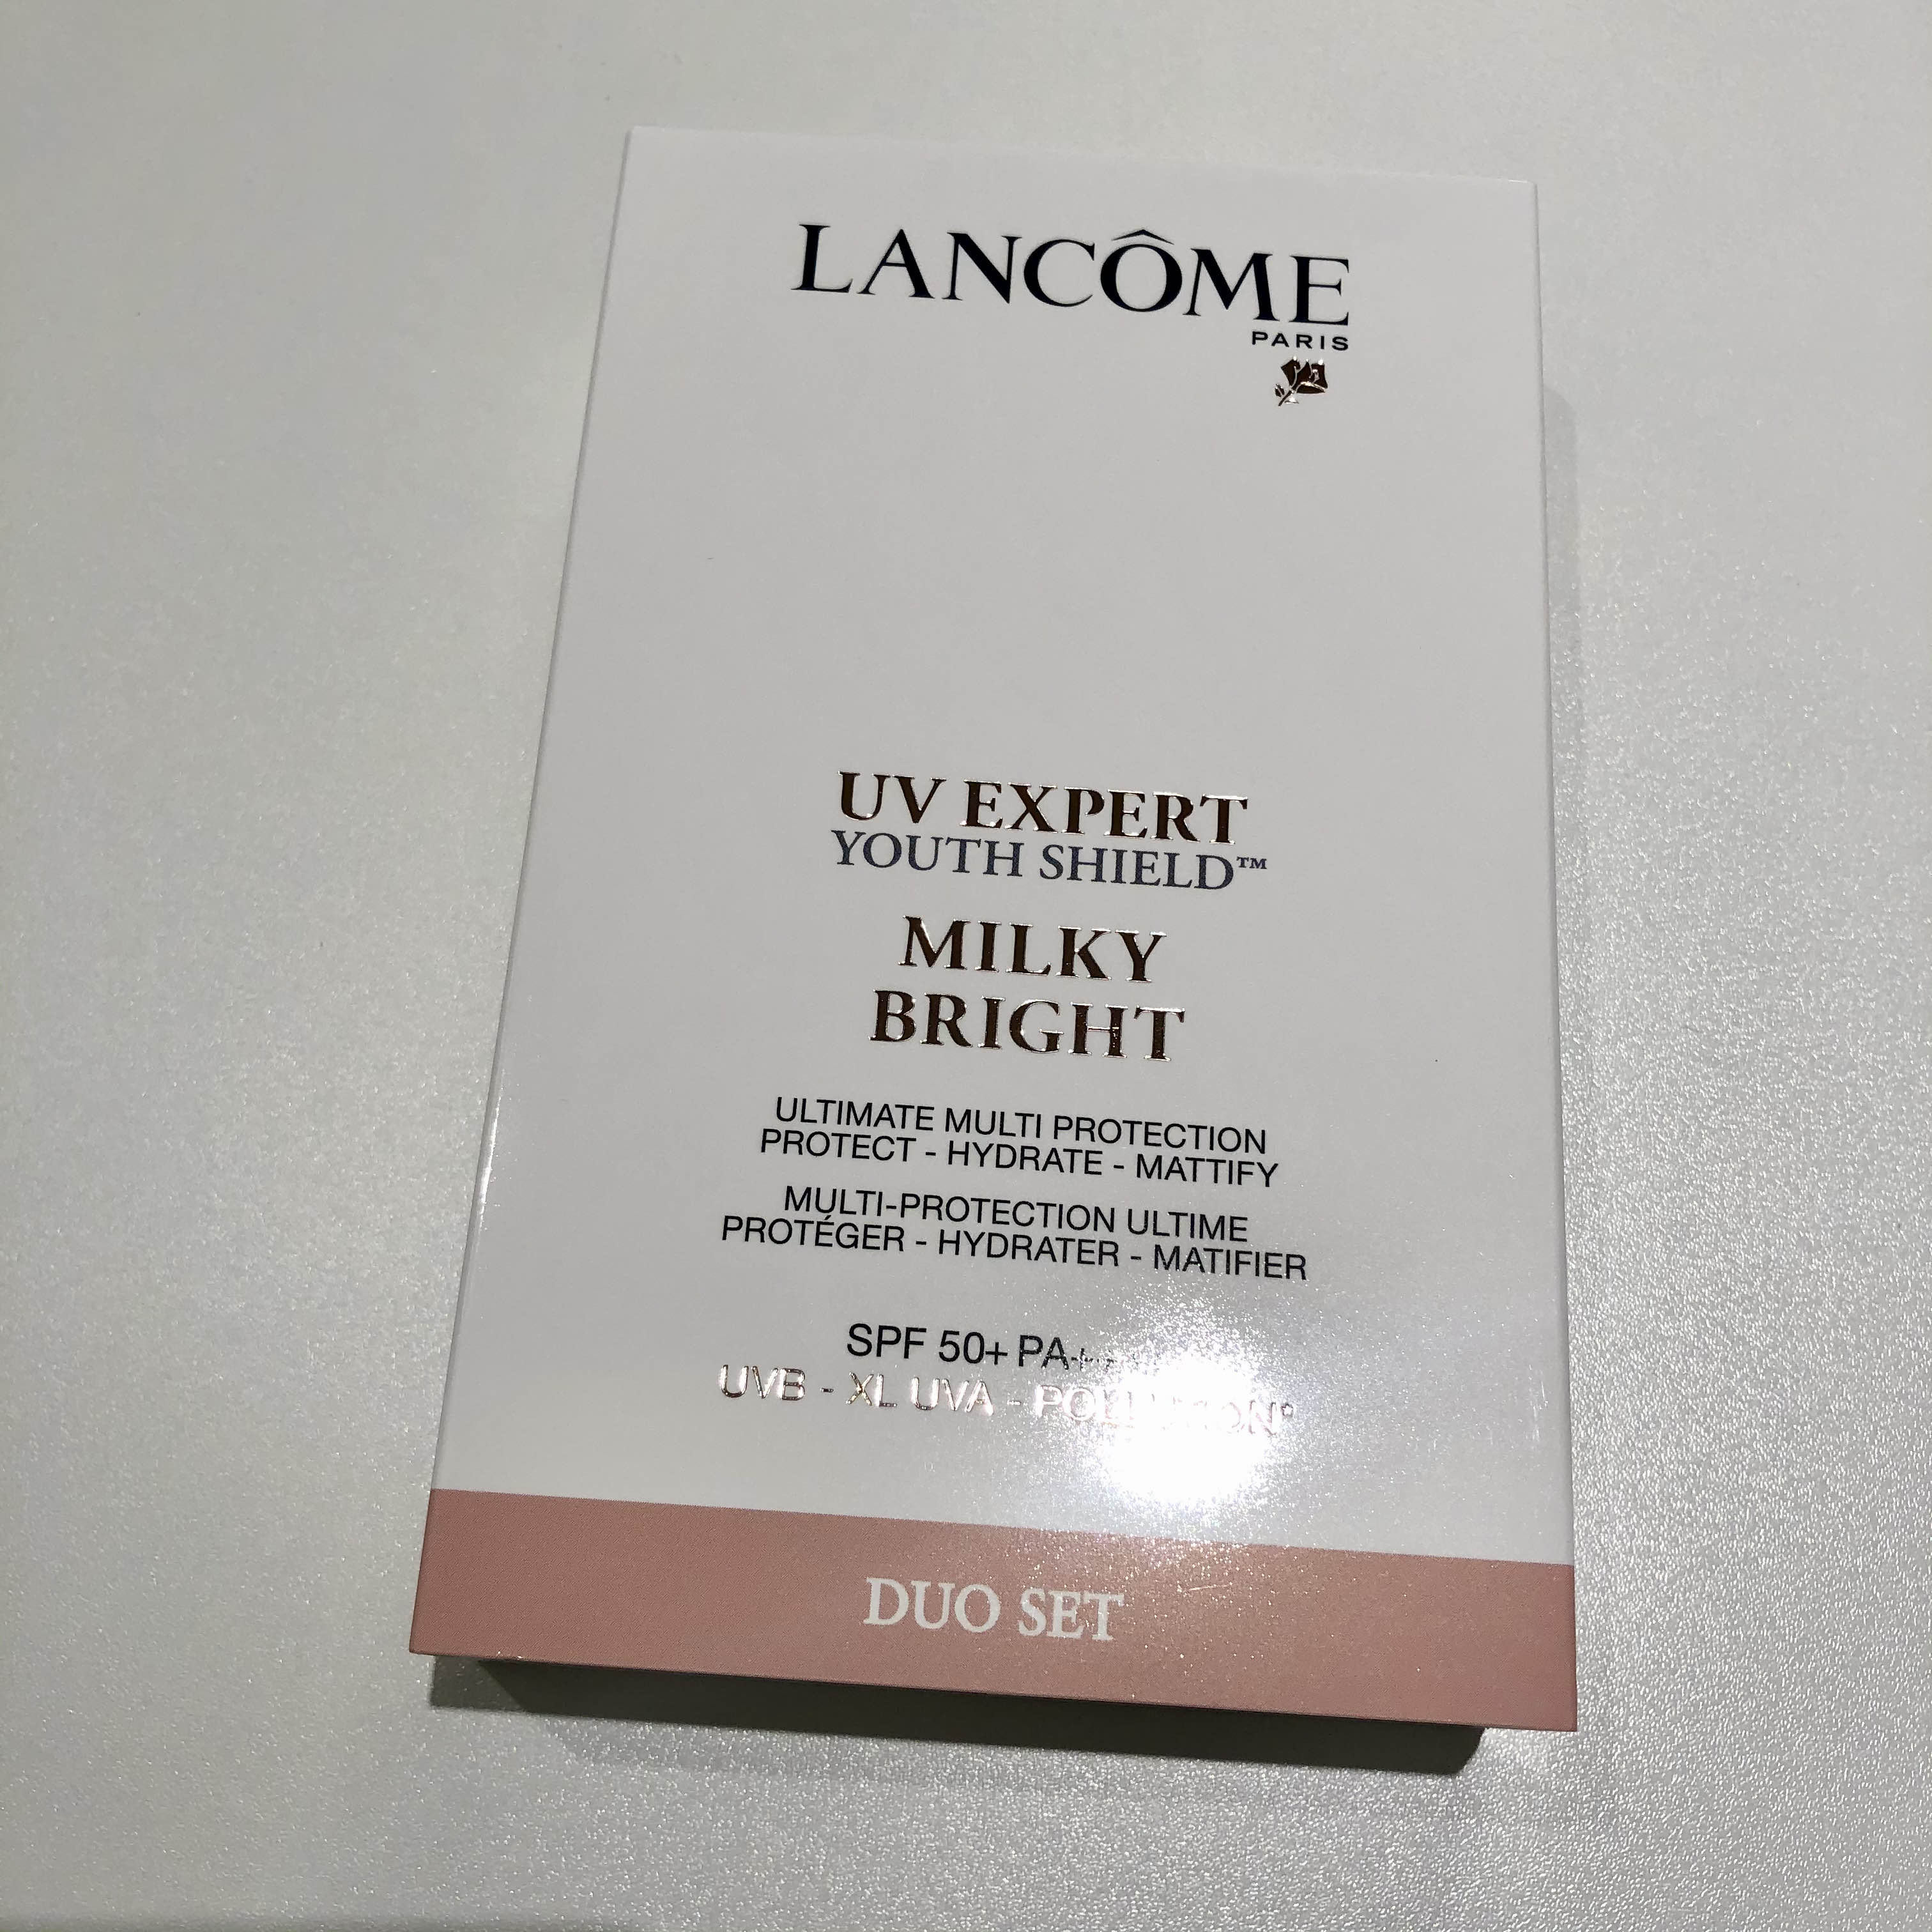 LANCÔME
PARIS
UV EXPERT
YOUTH SHIELD™
MILKY
BRIGHT
ULTIMATE MULTI PROTECTION
PROTECT - HYDRATE - MATTIFY
MULTI-PROTECTION ULTIME
PROTÉGER - HYDRATER - MATIFIER
SPF 50+
UVB - XL UVA - POLLUTION°
DUO SET